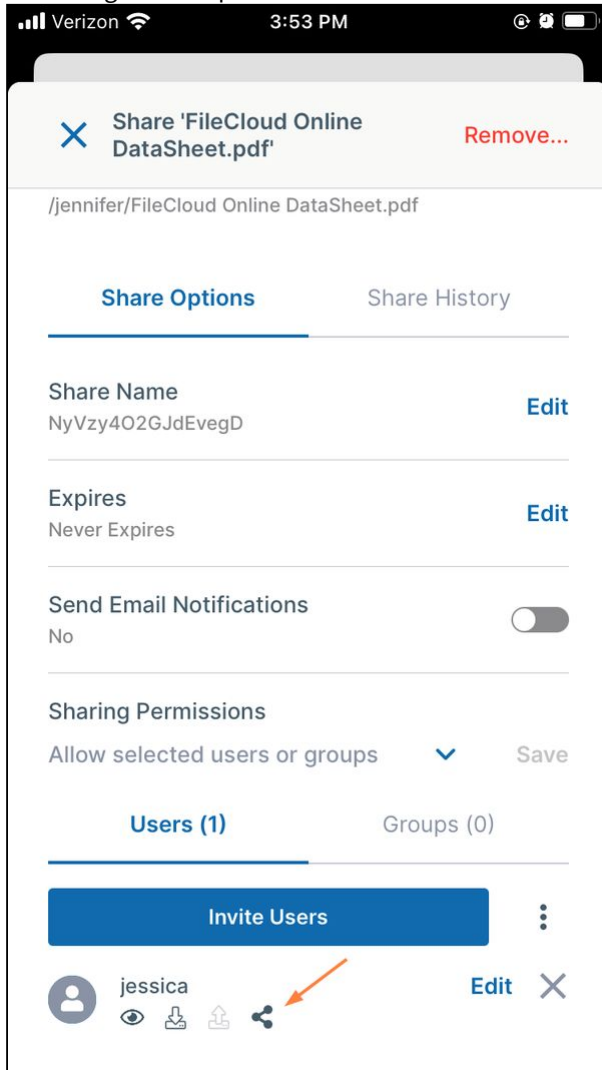 Verizon 3:53 PM
Share 'FileCloud Online
DataSheet.pdf'
Remove...
/jennifer/FileCloud Online DataSheet.pdf
Share Options Share History
Share Name
NyVzy4O2GJdEvegD
Edit
Expires
Never Expires
Edit
Send Email Notifications
No
Sharing Permissions
Allow selected users or groups Save
Users (1) Groups (0)
Invite Users
jessica Edit